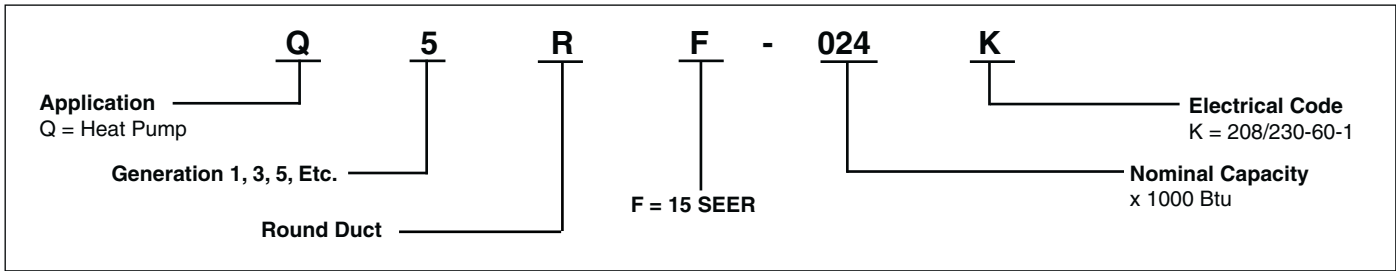 Q 5 R F - 024 K
Application
Q = Heat Pump
Electrical Code
K = 208/230-60-1
Generation 1, 3, 5, Etc.
Nominal Capacity
x 1000 Btu
F = 15 SEER
Round Duct